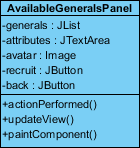 AvailableGeneralsPanel
-generals : JList
-attributes : JTextArea
-avatar : Image
-recruit : JButton
-back : JButton
+actionPerformed()
+updateView()
+paintComponent()